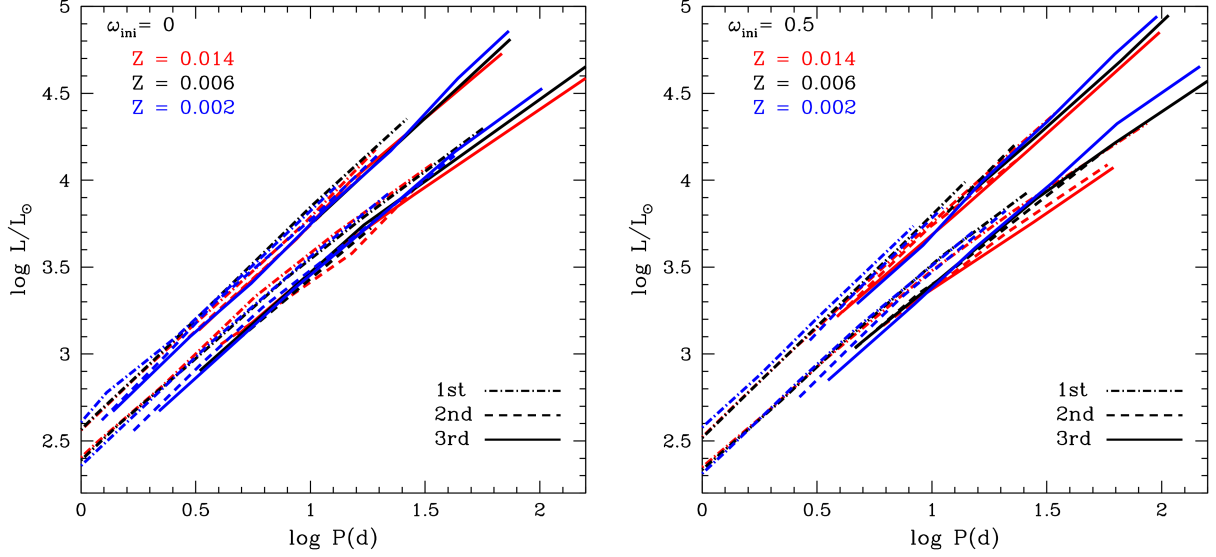 ω_ini = 0
Z = 0.014
Z = 0.006
Z = 0.002
1st
2nd
3rd
log L/L_⊙
5
4.5
4
3.5
3
2.5
0
0.5
1
1.5
2
log P(d)
ω_ini = 0.5
Z = 0.014
Z = 0.006
Z = 0.002
1st
2nd
3rd
log L/L_⊙
5
4.5
4
3.5
3
2.5
0
0.5
1
1.5
2
log P(d)